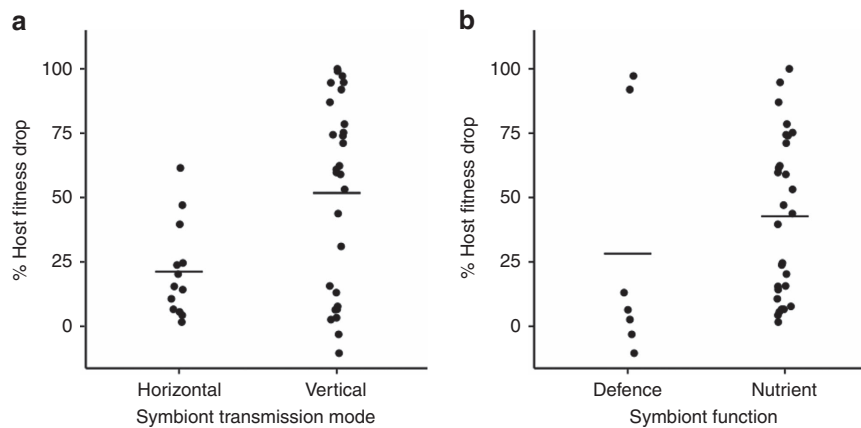 a
% Host fitness drop
100
75
50
25
0
Horizontal Vertical
Symbiont transmission mode
b
% Host fitness drop
100
75
50
25
0
Defence Nutrient
Symbiont function